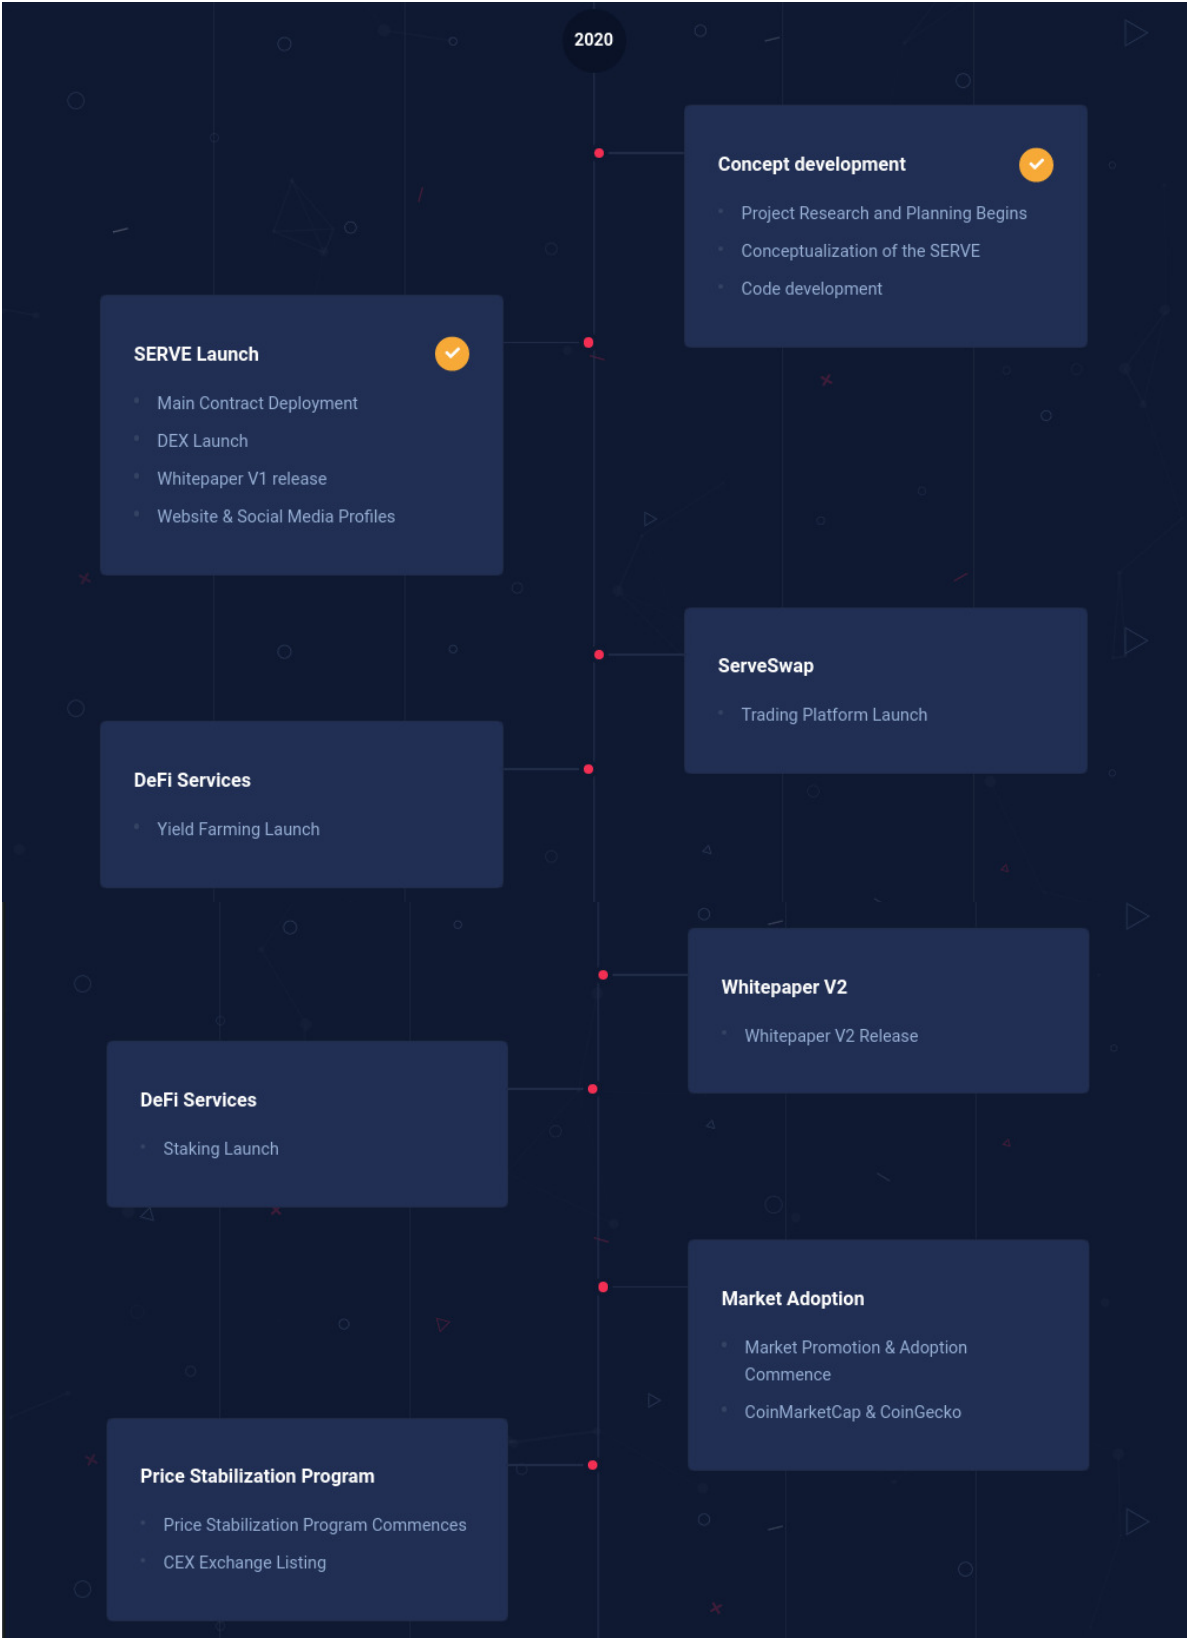 2020
Concept development
Project Research and Planning Begins
Conceptualization of the SERVE
Code development
SERVE Launch
Main Contract Deployment
DEX Launch
Whitepaper V1 release
Website & Social Media Profiles
ServeSwap
Trading Platform Launch
DeFi Services
Yield Farming Launch
Whitepaper V2
Whitepaper V2 Release
DeFi Services
Staking Launch
Market Adoption
Market Promotion & Adoption
Commence
CoinMarketCap & CoinGecko
Price Stabilization Program
Price Stabilization Program Commences
CEX Exchange Listing